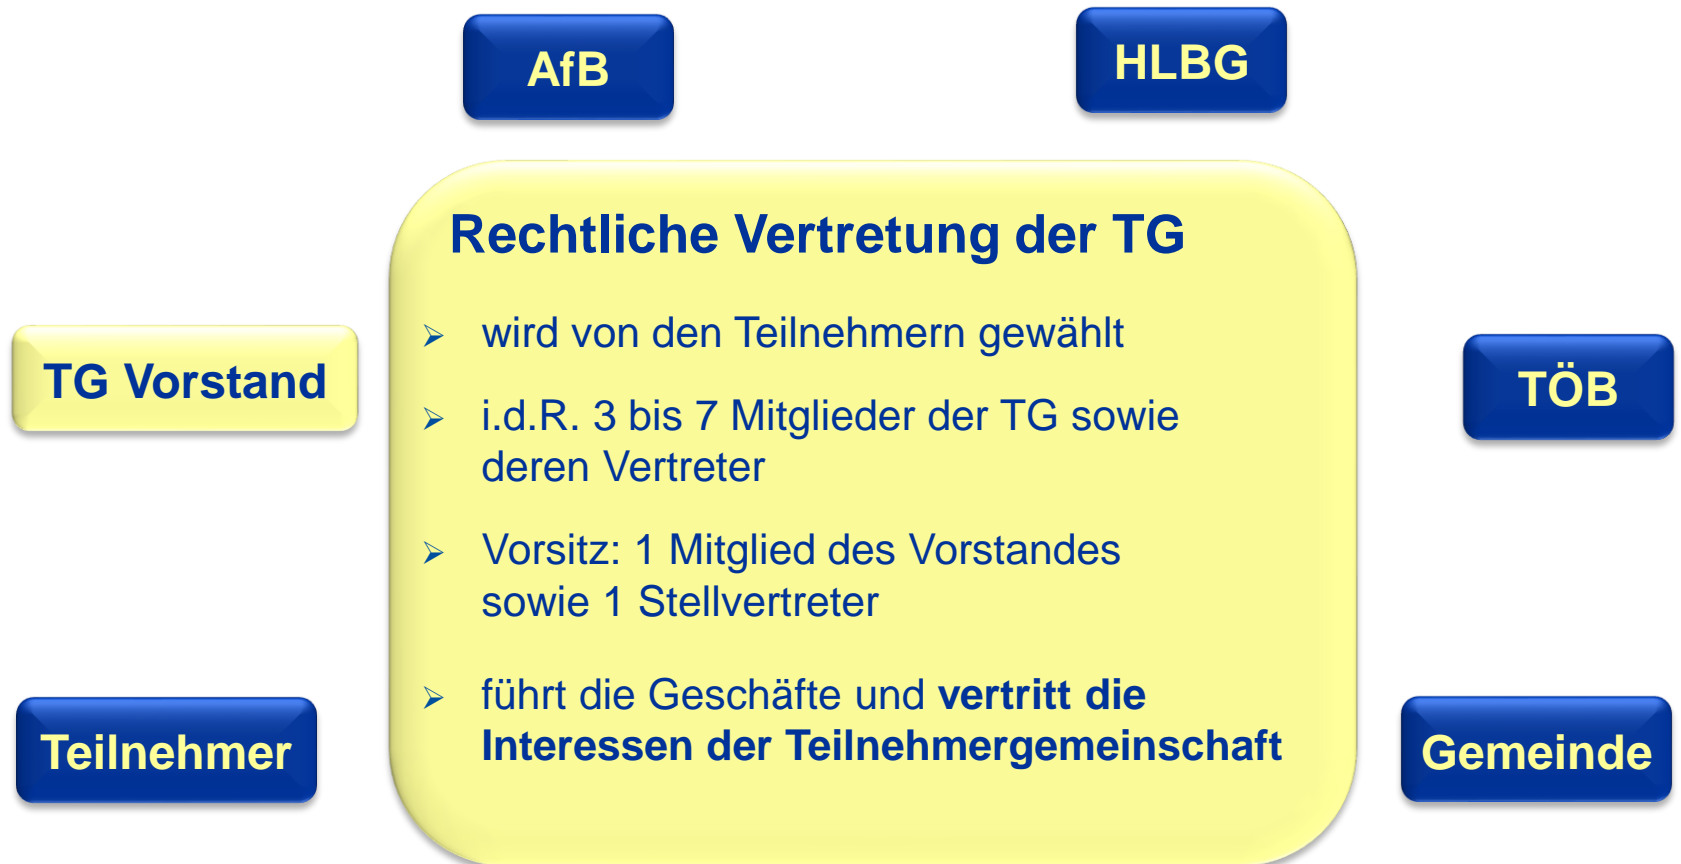 AfB
HLBG
Rechtliche Vertretung der TG
➢ wird von den Teilnehmern gewählt
➢ i.d.R. 3 bis 7 Mitglieder der TG sowie
deren Vertreter
➢ Vorsitz: 1 Mitglied des Vorstandes
sowie 1 Stellvertreter
➢ führt die Geschäfte und vertritt die
Interessen der Teilnehmergemeinschaft
TG Vorstand
TÖB
Teilnehmer
Gemeinde